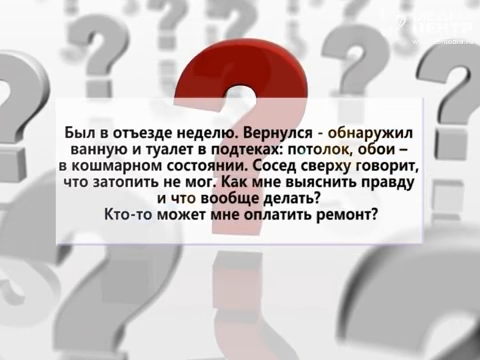 Был в отъезде неделю. Вернулся - обнаружил
ванную и туалет в подтеках: потолок, обои –
в кошмарном состоянии. Сосед сверху говорит,
что затопить не мог. Как мне выяснить правду
и что вообще делать?
Кто-то может мне оплатить ремонт?